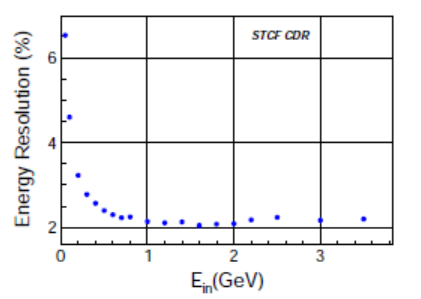 STCF CDR
Energy Resolution (%)
6
4
2
0 1 2 3
E_in(GeV)